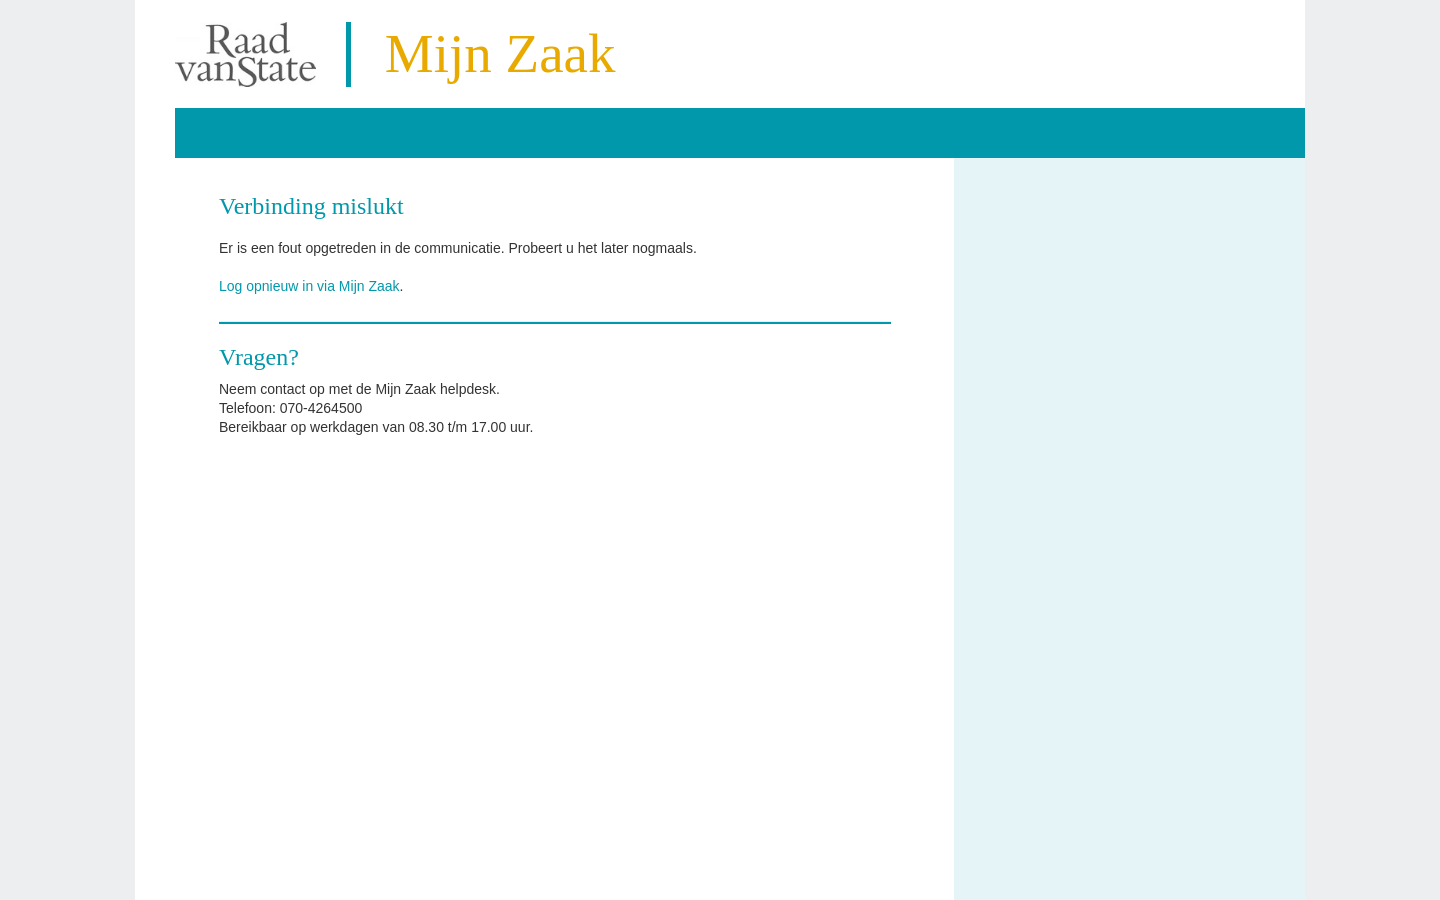 Raad
vanState
Mijn Zaak
Verbinding mislukt
Er is een fout opgetreden in de communicatie. Probeert u het later nogmaals.
Log opnieuw in via Mijn Zaak.
Vragen?
Neem contact op met de Mijn Zaak helpdesk.
Telefoon: 070-4264500
Bereikbaar op werkdagen van 08.30 t/m 17.00 uur.